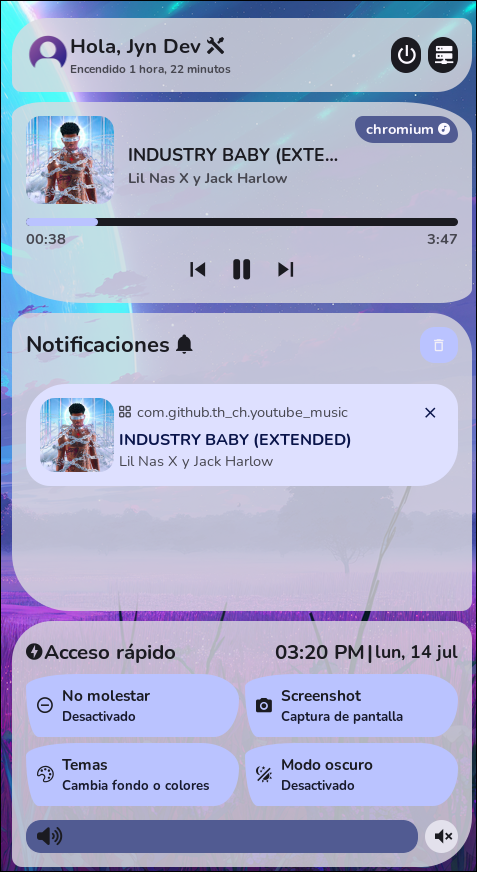 Hola, Jyn Dev
Encendido 1 hora, 22 minutos
chromium
INDUSTRY BABY (EXTE...
Lil Nas X y Jack Harlow
00:38 3:47
Notificaciones
com.github.th_ch.youtube_music
INDUSTRY BABY (EXTENDED)
Lil Nas X y Jack Harlow
Acceso rápido 03:20 PM|lun, 14 jul
No molestar
Desactivado
Screenshot
Captura de pantalla
Temas
Cambia fondo o colores
Modo oscuro
Desactivado